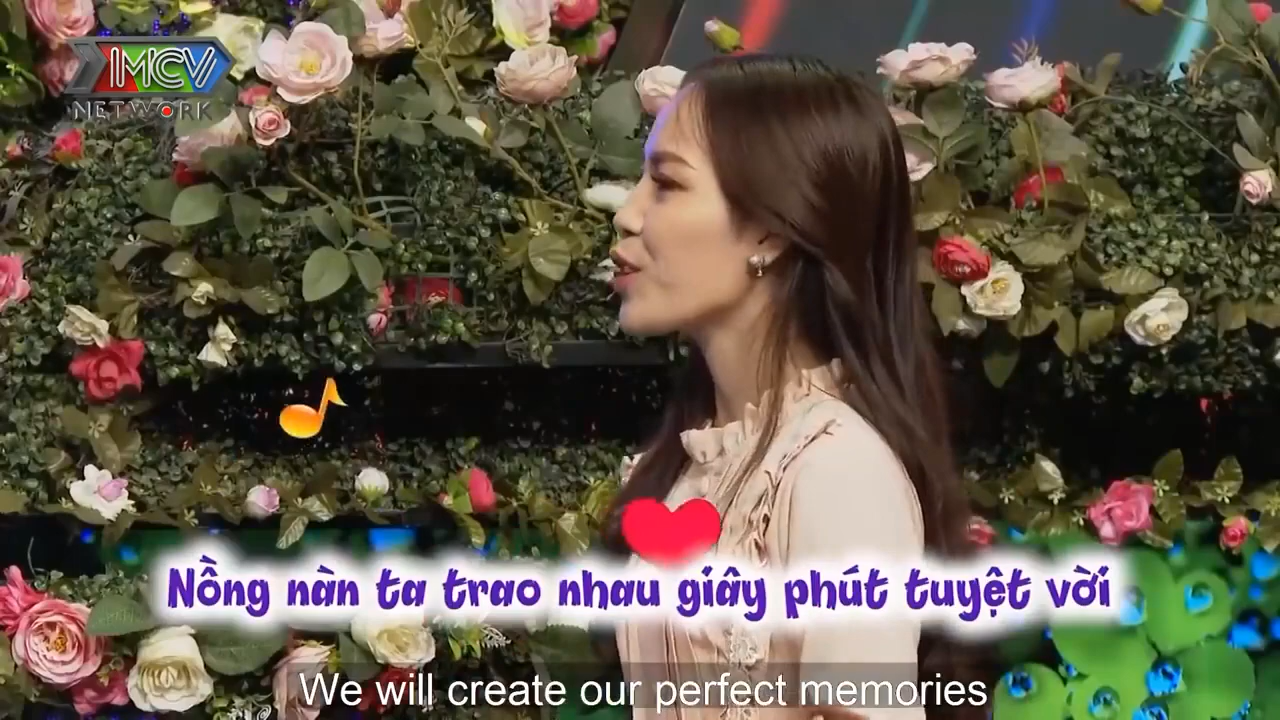 MCV
NETWORK
Nồng nàn ta trao nhau giây phút tuyệt vời
We will create our perfect memories